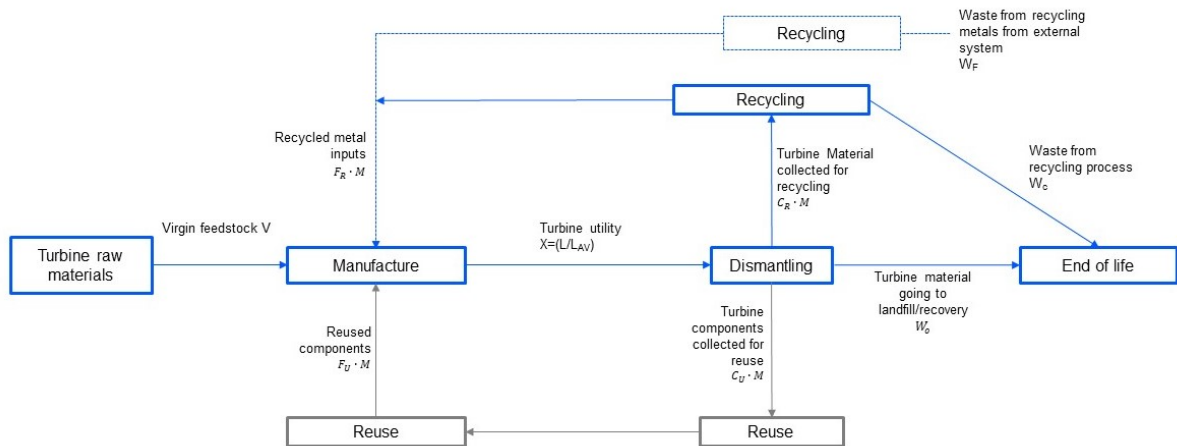 Recycling
Waste from recycling
metals from external
system
W_F
Recycling
Recycled metal
inputs
F_R · M
Turbine Material
collected for
recycling
C_R · M
Waste from
recycling process
W_c
Virgin feedstock V
Turbine utility
X=(L/L_AV)
Turbine raw
materials
Manufacture
Dismantling
End of life
Turbine material
going to
landfill/recovery
W_o
Reused
components
F_U · M
Turbine
components
collected for
reuse
C_U · M
Reuse
Reuse